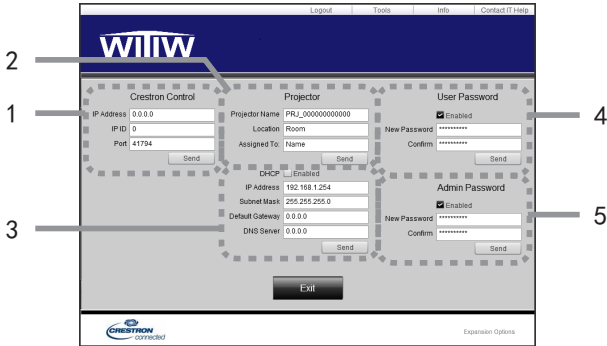 Logout Tools Info Contact IT Help
2
Crestron Control
1
IP Address 0.0.0.0
IP ID 0
Port 41794
Send
Projector
Projector Name PRJ_000000000000
Location Room
Assigned To: Name
Send
User Password
Enabled
4
New Password **********
Confirm **********
Send
3
DHCP Enabled
IP Address 192.168.1.254
Subnet Mask 255.255.255.0
Default Gateway 0.0.0.0
DNS Server 0.0.0.0
Send
Admin Password
Enabled
5
New Password **********
Confirm **********
Send
Exit
CRESTRON
connected
Expansion Options